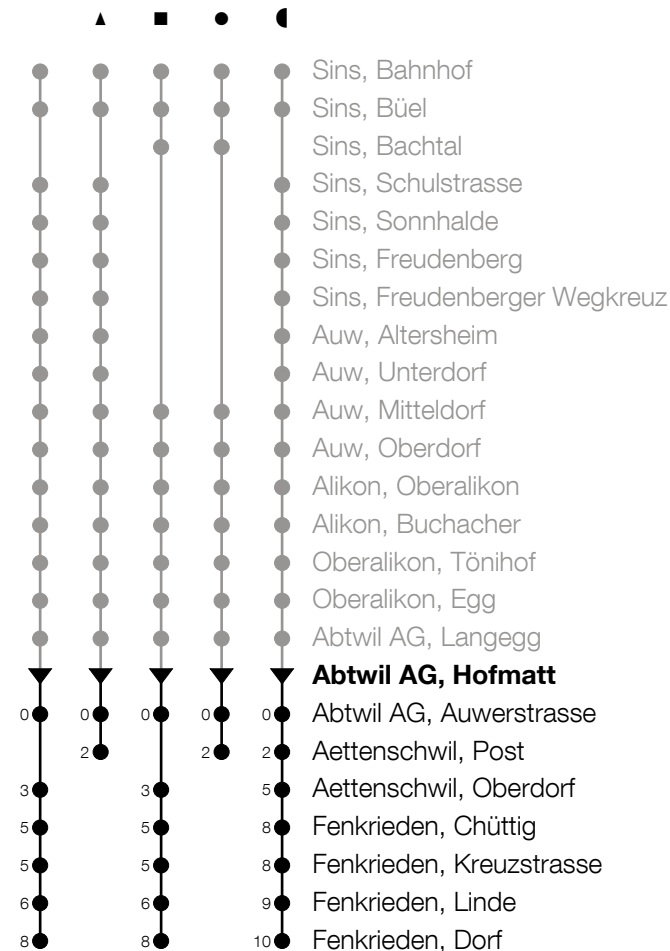 ▲ ■ ● ◖
Sins, Bahnhof
Sins, Büel
Sins, Bachtal
Sins, Schulstrasse
Sins, Sonnhalde
Sins, Freudenberg
Sins, Freudenberger Wegkreuz
Auw, Altersheim
Auw, Unterdorf
Auw, Mitteldorf
Auw, Oberdorf
Alikon, Oberalikon
Alikon, Buchacher
Oberalikon, Tönihof
Oberalikon, Egg
Abtwil AG, Langegg
Abtwil AG, Hofmatt
0 0 0 0 0 Abtwil AG, Auwerstrasse
2 2 2 Aettenschwil, Post
3 3 5 Aettenschwil, Oberdorf
5 5 8 Fenkrieden, Chüttig
5 5 8 Fenkrieden, Kreuzstrasse
6 6 9 Fenkrieden, Linde
8 8 10 Fenkrieden, Dorf